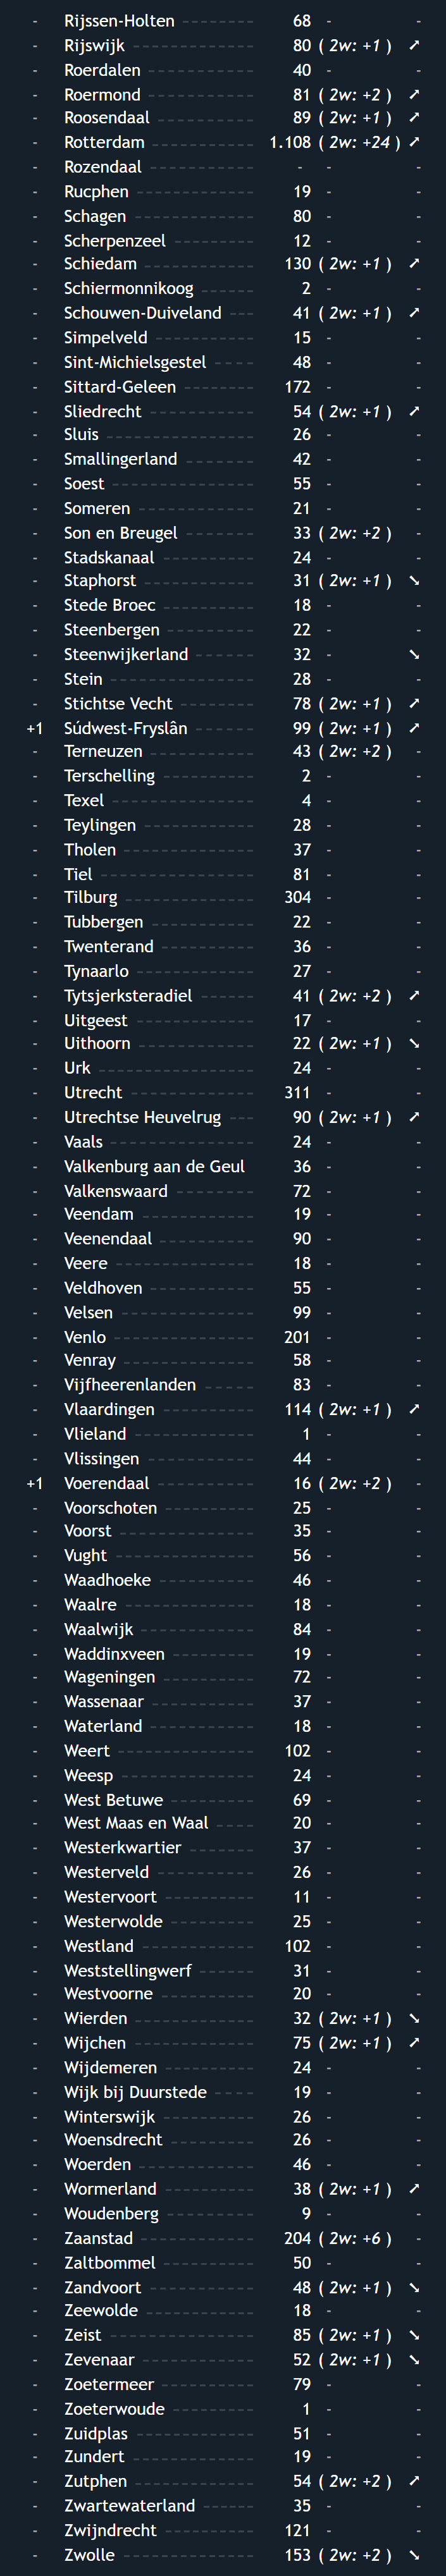 - Rijssen-Holten 68 - -
- Rijswijk 80 ( 2w: +1 ) ➚
- Roerdalen 40 - -
- Roermond 81 ( 2w: +2 ) ➚
- Roosendaal 89 ( 2w: +1 ) ➚
- Rotterdam 1.108 ( 2w: +24 ) ➚
- Rozendaal - - -
- Rucphen 19 - -
- Schagen 80 - -
- Scherpenzeel 12 - -
- Schiedam 130 ( 2w: +1 ) ➚
- Schiermonnikoog 2 - -
- Schouwen-Duiveland 41 ( 2w: +1 ) ➚
- Simpelveld 15 - -
- Sint-Michielsgestel 48 - -
- Sittard-Geleen 172 - -
- Sliedrecht 54 ( 2w: +1 ) ➚
- Sluis 26 - -
- Smallingerland 42 - -
- Soest 55 - -
- Someren 21 - -
- Son en Breugel 33 ( 2w: +2 ) -
- Stadskanaal 24 - -
- Staphorst 31 ( 2w: +1 ) ➘
- Stede Broec 18 - -
- Steenbergen 22 - -
- Steenwijkerland 32 - ➘
- Stein 28 - -
- Stichtse Vecht 78 ( 2w: +1 ) ➚
+1 Súdwest-Fryslân 99 ( 2w: +1 ) ➚
- Terneuzen 43 ( 2w: +2 ) -
- Terschelling 2 - -
- Texel 4 - -
- Teylingen 28 - -
- Tholen 37 - -
- Tiel 81 - -
- Tilburg 304 - -
- Tubbergen 22 - -
- Twenterand 36 - -
- Tynaarlo 27 - -
- Tytsjerksteradiel 41 ( 2w: +2 ) ➚
- Uitgeest 17 - -
- Uithoorn 22 ( 2w: +1 ) ➘
- Urk 24 - -
- Utrecht 311 - -
- Utrechtse Heuvelrug 90 ( 2w: +1 ) ➚
- Vaals 24 - -
- Valkenburg aan de Geul 36 - -
- Valkenswaard 72 - -
- Veendam 19 - -
- Veenendaal 90 - -
- Veere 18 - -
- Veldhoven 55 - -
- Velsen 99 - -
- Venlo 201 - -
- Venray 58 - -
- Vijfheerenlanden 83 - -
- Vlaardingen 114 ( 2w: +1 ) ➚
- Vlieland 1 - -
- Vlissingen 44 - -
+1 Voerendaal 16 ( 2w: +2 ) -
- Voorschoten 25 - -
- Voorst 35 - -
- Vught 56 - -
- Waadhoeke 46 - -
- Waalre 18 - -
- Waalwijk 84 - -
- Waddinxveen 19 - -
- Wageningen 72 - -
- Wassenaar 37 - -
- Waterland 18 - -
- Weert 102 - -
- Weesp 24 - -
- West Betuwe 69 - -
- West Maas en Waal 20 - -
- Westerkwartier 37 - -
- Westerveld 26 - -
- Westervoort 11 - -
- Westerwolde 25 - -
- Westland 102 - -
- Weststellingwerf 31 - -
- Westvoorne 20 - -
- Wierden 32 ( 2w: +1 ) ➘
- Wijchen 75 ( 2w: +1 ) ➚
- Wijdemeren 24 - -
- Wijk bij Duurstede 19 - -
- Winterswijk 26 - -
- Woensdrecht 26 - -
- Woerden 46 - -
- Wormerland 38 ( 2w: +1 ) ➚
- Woudenberg 9 - -
- Zaanstad 204 ( 2w: +6 ) -
- Zaltbommel 50 - -
- Zandvoort 48 ( 2w: +1 ) ➘
- Zeewolde 18 - -
- Zeist 85 ( 2w: +1 ) ➘
- Zevenaar 52 ( 2w: +1 ) ➘
- Zoetermeer 79 - -
- Zoeterwoude 1 - -
- Zuidplas 51 - -
- Zundert 19 - -
- Zutphen 54 ( 2w: +2 ) ➚
- Zwartewaterland 35 - -
- Zwijndrecht 121 - -
- Zwolle 153 ( 2w: +2 ) ➘